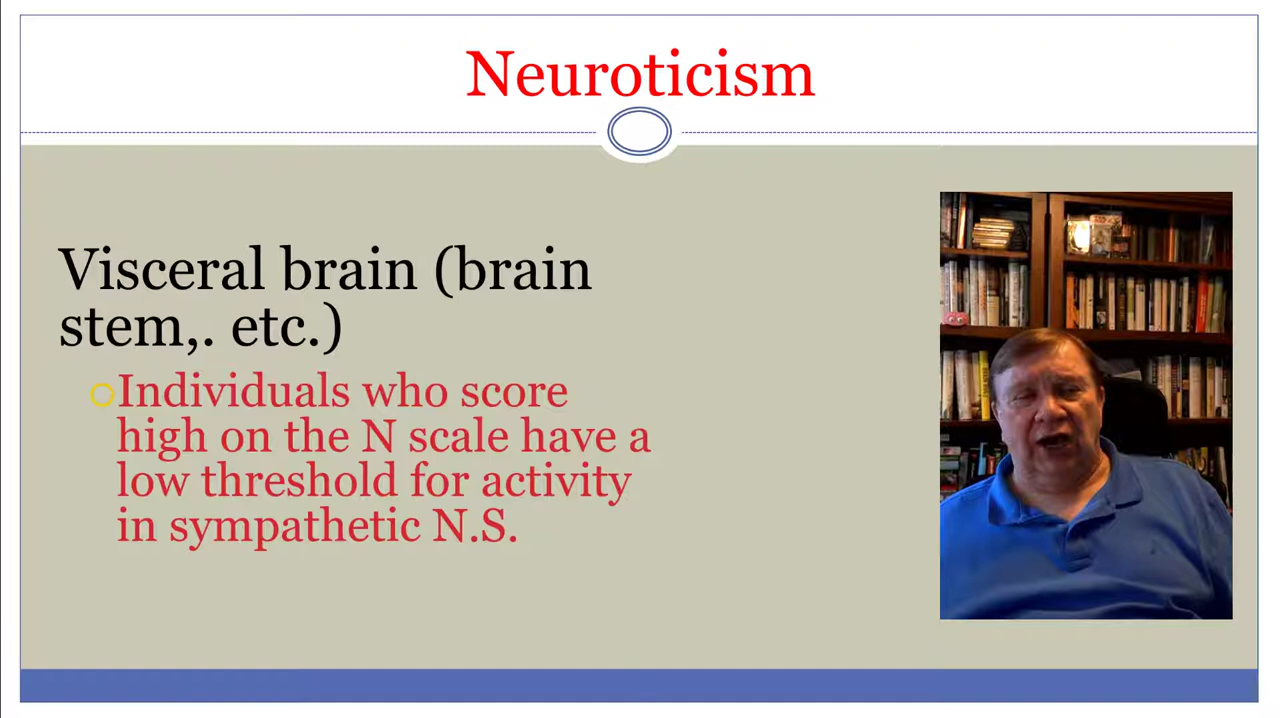 Neuroticism
Visceral brain (brain
stem,. etc.)
Individuals who score
high on the N scale have a
low threshold for activity
in sympathetic N.S.